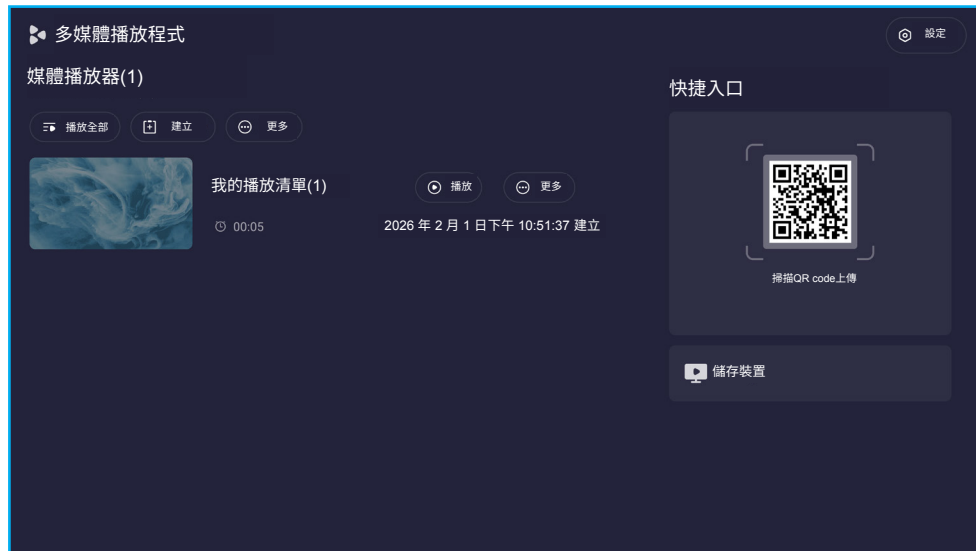 多媒體播放程式
設定
媒體播放器(1)
播放全部
建立
更多
我的播放清單(1)
播放
更多
00:05
2026 年 2 月 1 日下午 10:51:37 建立
快捷入口
掃描QR code上傳
儲存裝置